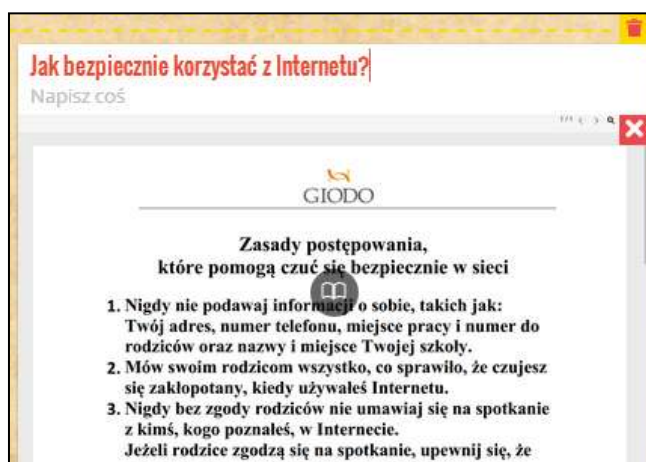 Jak bezpiecznie korzystać z Internetu?
Napisz coś
1/1
GIODO
Zasady postępowania,
które pomogą czuć się bezpiecznie w sieci
1. Nigdy nie podawaj informacji o sobie, takich jak:
Twój adres, numer telefonu, miejsce pracy i numer do
rodziców oraz nazwy i miejsce Twojej szkoły.
2. Mów swoim rodzicom wszystko, co sprawiło, że czujesz
się zakłopotany, kiedy używałeś Internetu.
3. Nigdy bez zgody rodziców nie umawiaj się na spotkanie
z kimś, kogo poznałeś, w Internecie.
Jeżeli rodzice zgodzą się na spotkanie, upewnij się, że